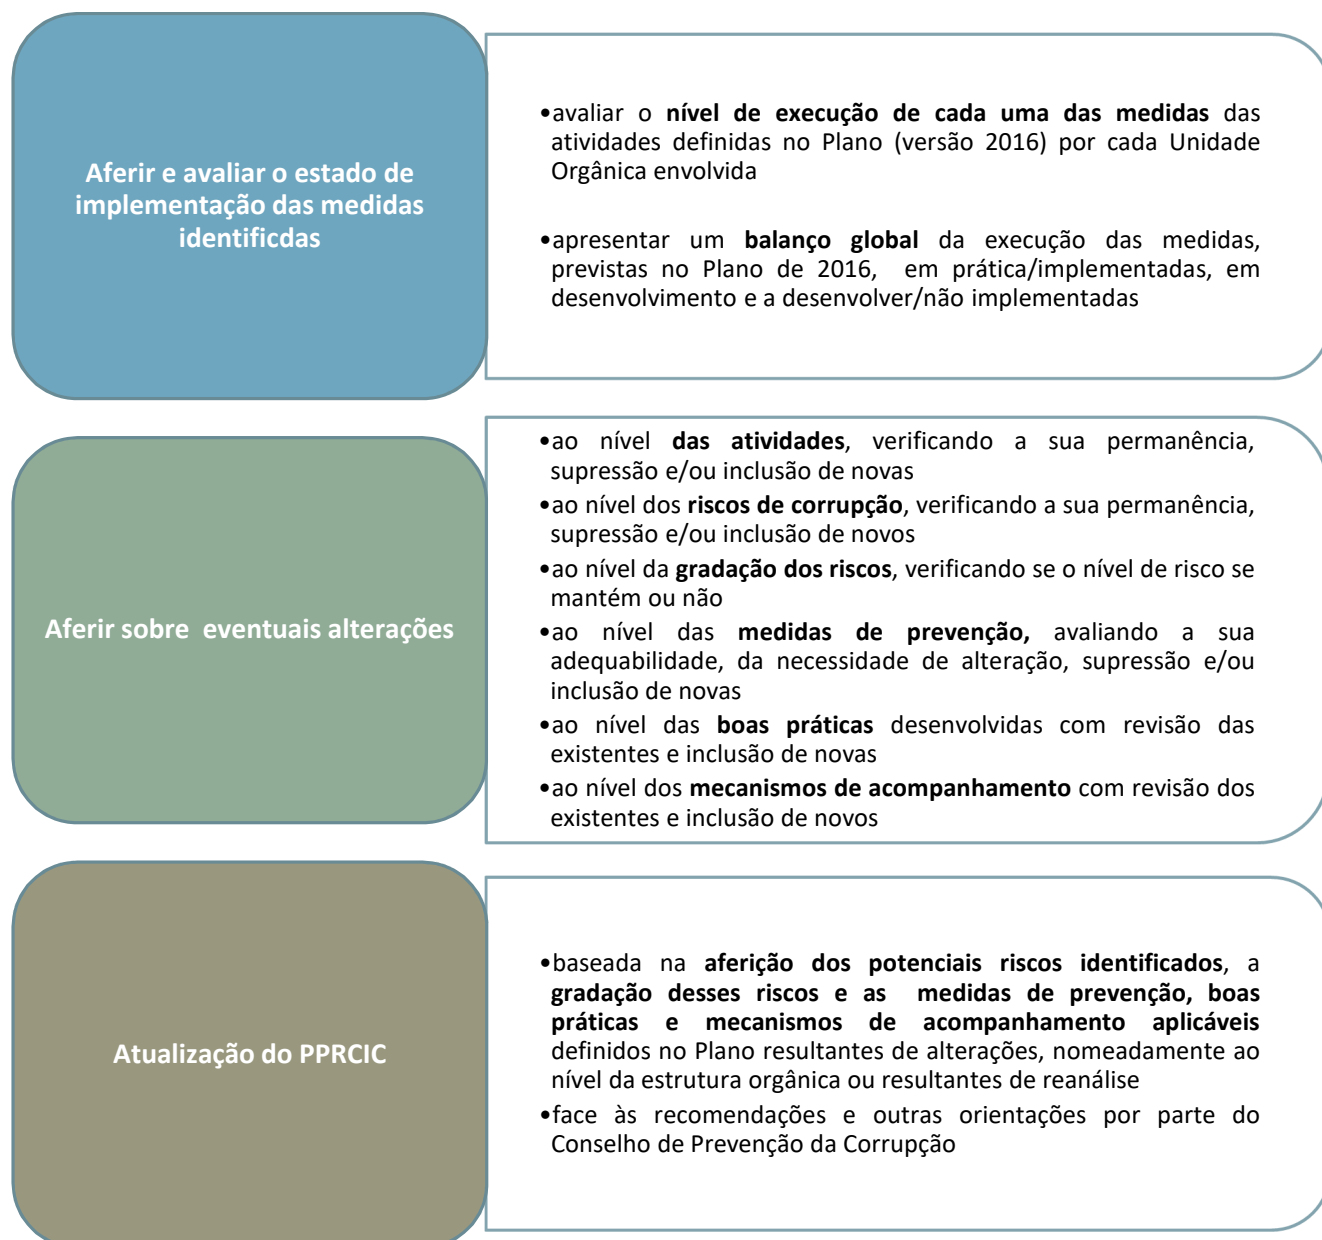 Aferir e avaliar o estado de
implementação das medidas
identificdas
•avaliar o nível de execução de cada uma das medidas das
atividades definidas no Plano (versão 2016) por cada Unidade
Orgânica envolvida
•apresentar um balanço global da execução das medidas,
previstas no Plano de 2016, em prática/implementadas, em
desenvolvimento e a desenvolver/não implementadas
Aferir sobre eventuais alterações
•ao nível das atividades, verificando a sua permanência,
supressão e/ou inclusão de novas
•ao nível dos riscos de corrupção, verificando a sua permanência,
supressão e/ou inclusão de novos
•ao nível da gradação dos riscos, verificando se o nível de risco se
mantém ou não
•ao nível das medidas de prevenção, avaliando a sua
adequabilidade, da necessidade de alteração, supressão e/ou
inclusão de novas
•ao nível das boas práticas desenvolvidas com revisão das
existentes e inclusão de novas
•ao nível dos mecanismos de acompanhamento com revisão dos
existentes e inclusão de novos
Atualização do PPRCIC
•baseada na aferição dos potenciais riscos identificados, a
gradação desses riscos e as medidas de prevenção, boas
práticas e mecanismos de acompanhamento aplicáveis
definidos no Plano resultantes de alterações, nomeadamente ao
nível da estrutura orgânica ou resultantes de reanálise
•face às recomendações e outras orientações por parte do
Conselho de Prevenção da Corrupção